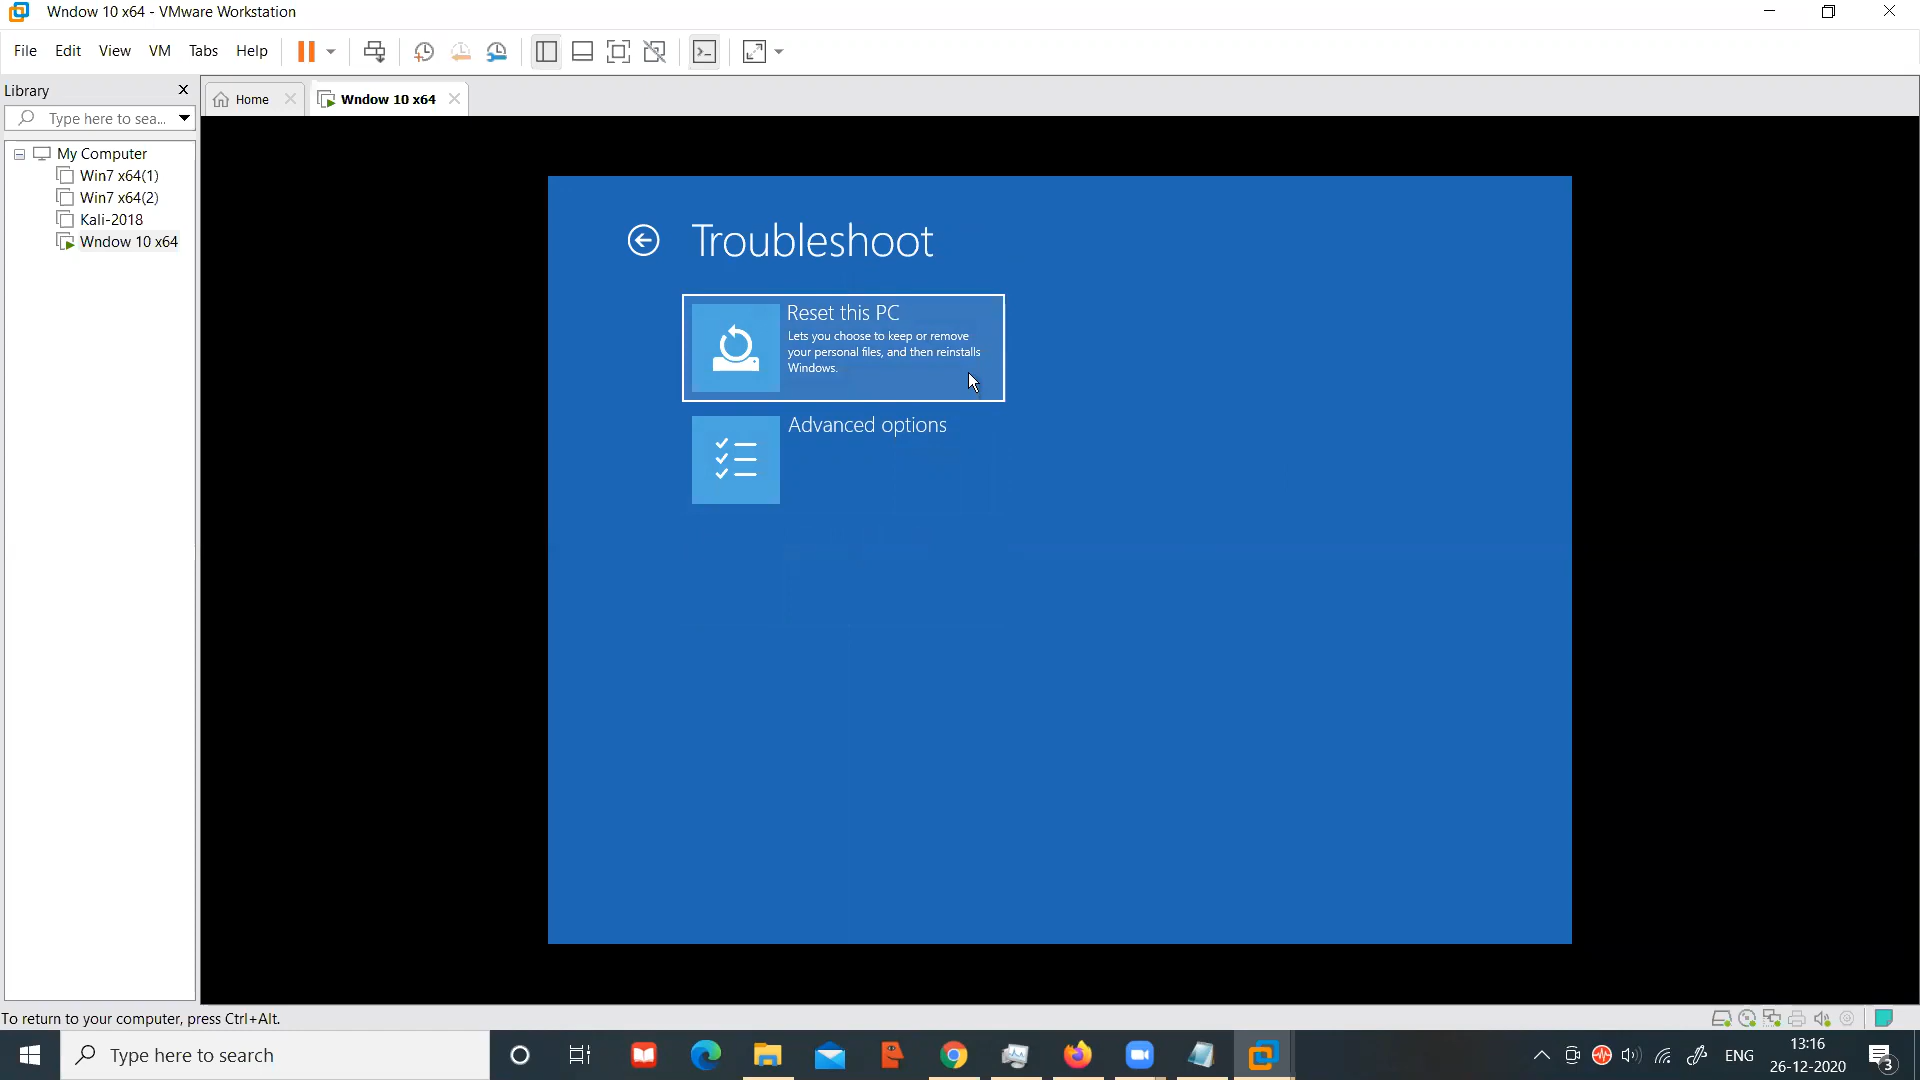 Wndow 10 x64 - VMware Workstation
File Edit View VM Tabs Help
Library
Home
Wndow 10 x64
Type here to sea...
My Computer
Win7 x64(1)
Win7 x64(2)
Kali-2018
Wndow 10 x64
Troubleshoot
Reset this PC
Lets you choose to keep or remove
your personal files, and then reinstalls
Windows.
Advanced options
To return to your computer, press Ctrl+Alt.
Type here to search
ENG
13:16
26-12-2020
3